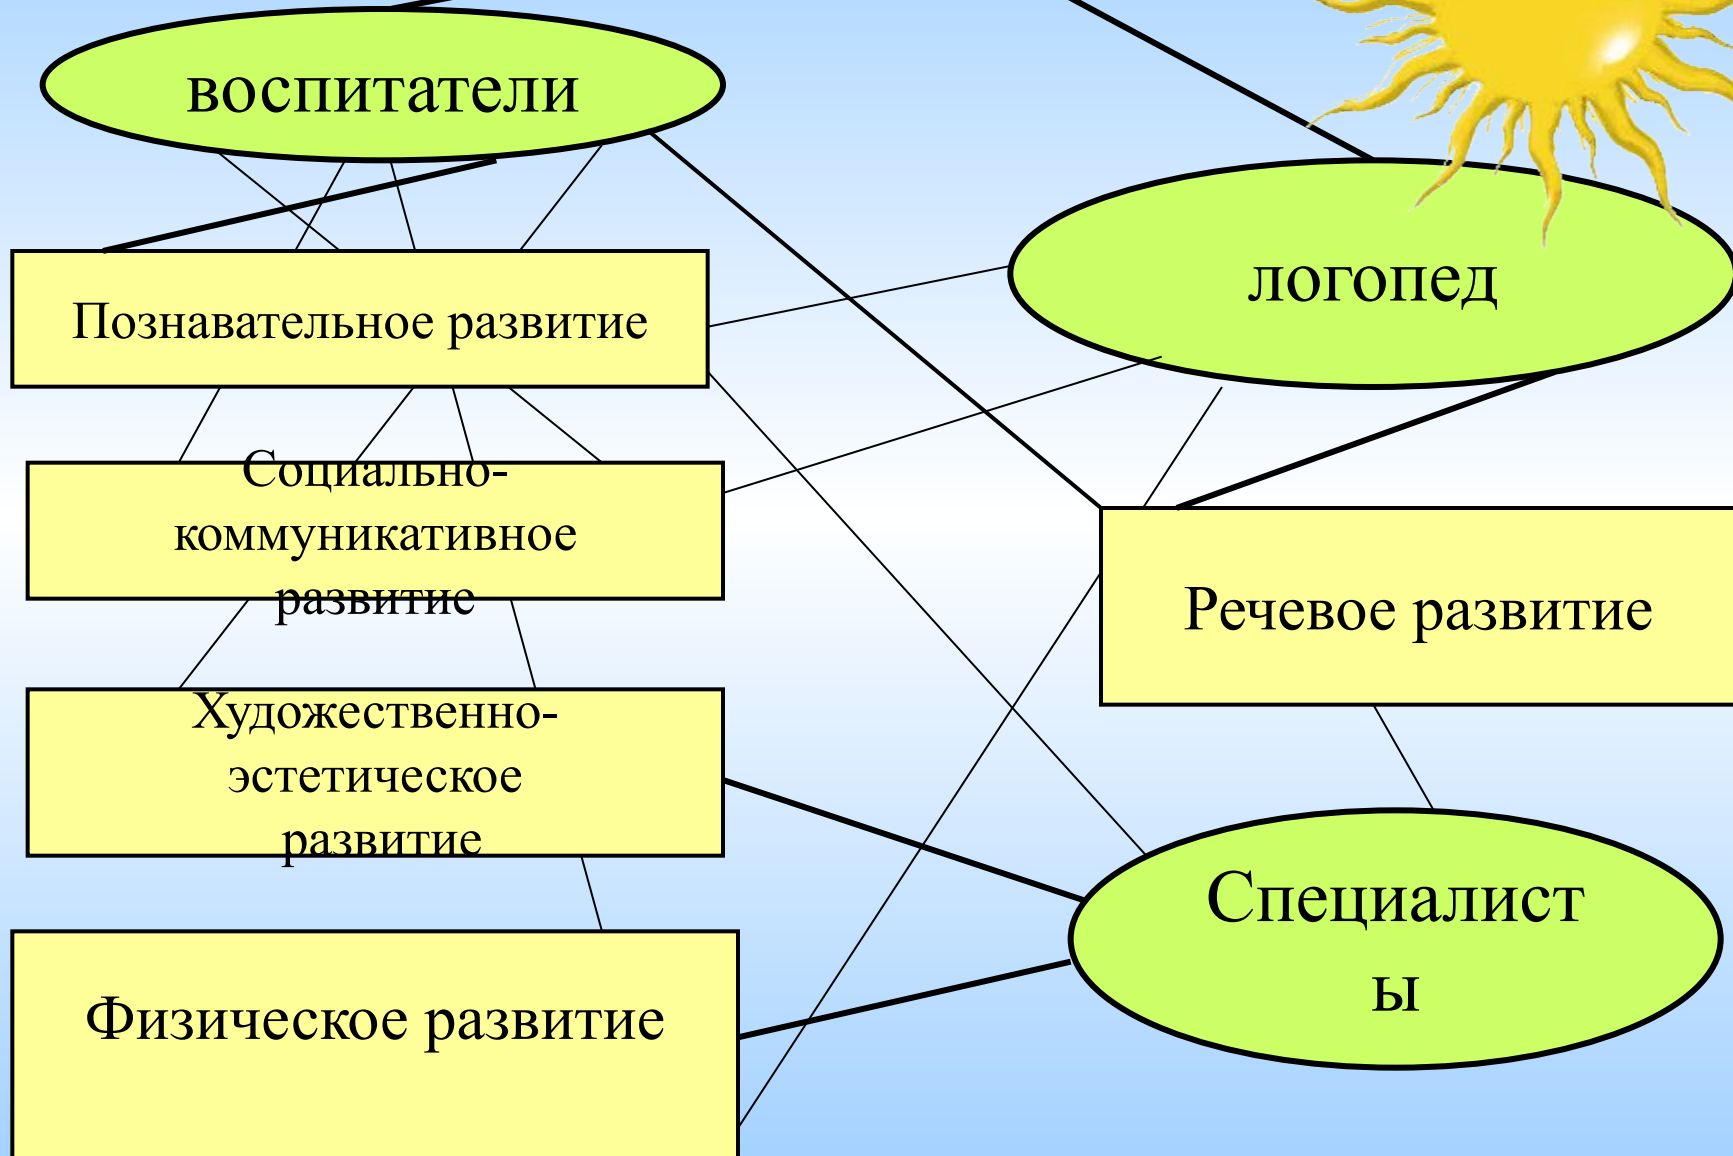 воспитатели
логопед
Познавательное развитие
Социально-
коммуникативное
развитие
Речевое развитие
Художественно-
эстетическое
развитие
Специалист
ы
Физическое развитие